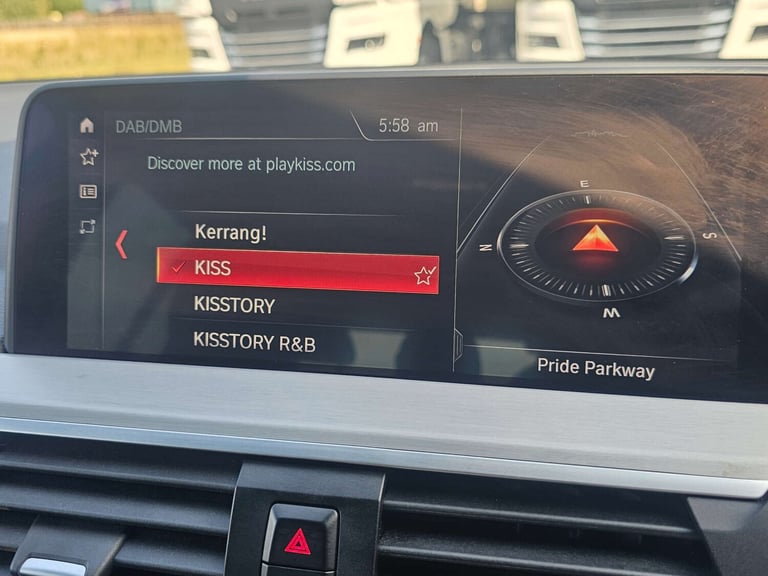 DAB/DMB
5:58 am
Discover more at playkiss.com
Kerrang!
KISS
KISSTORY
KISSTORY R&B
E
N
S
W
Pride Parkway